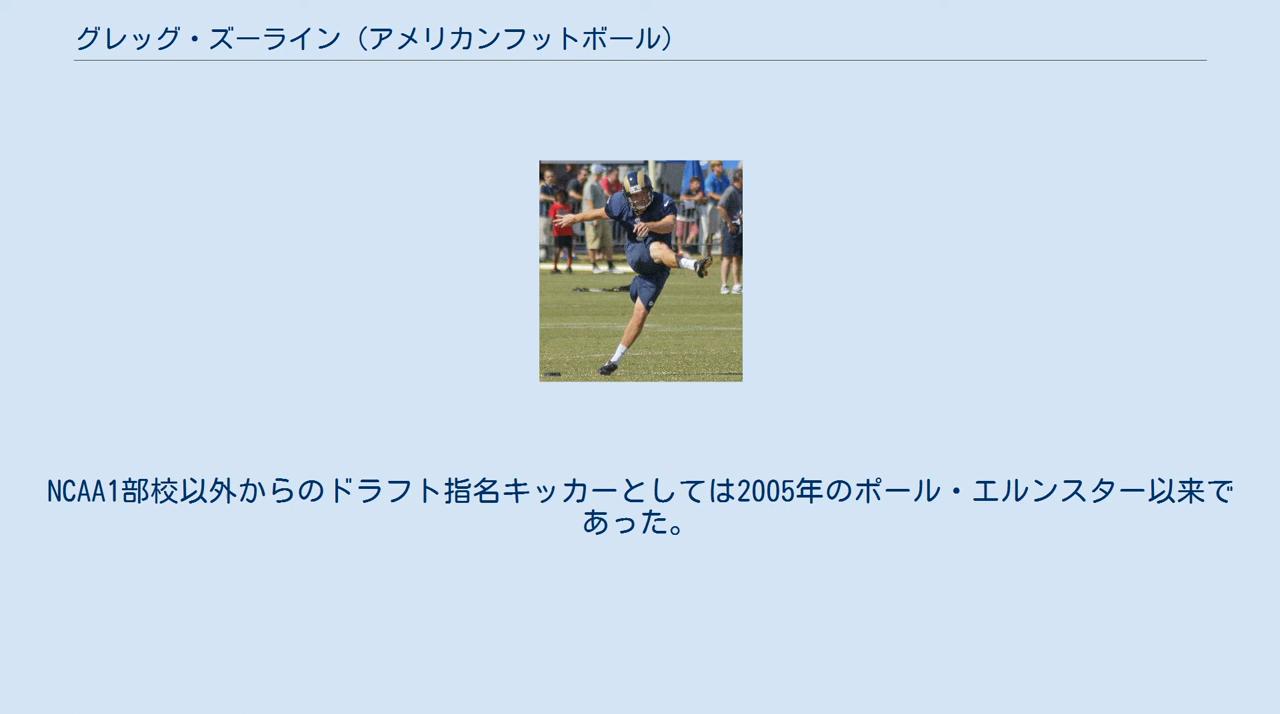 グレッグ・ズーライン（アメリカンフットボール）
NCAA1部校以外からのドラフト指名キッカーとしては2005年のポール・エルンスター以来で
あった。